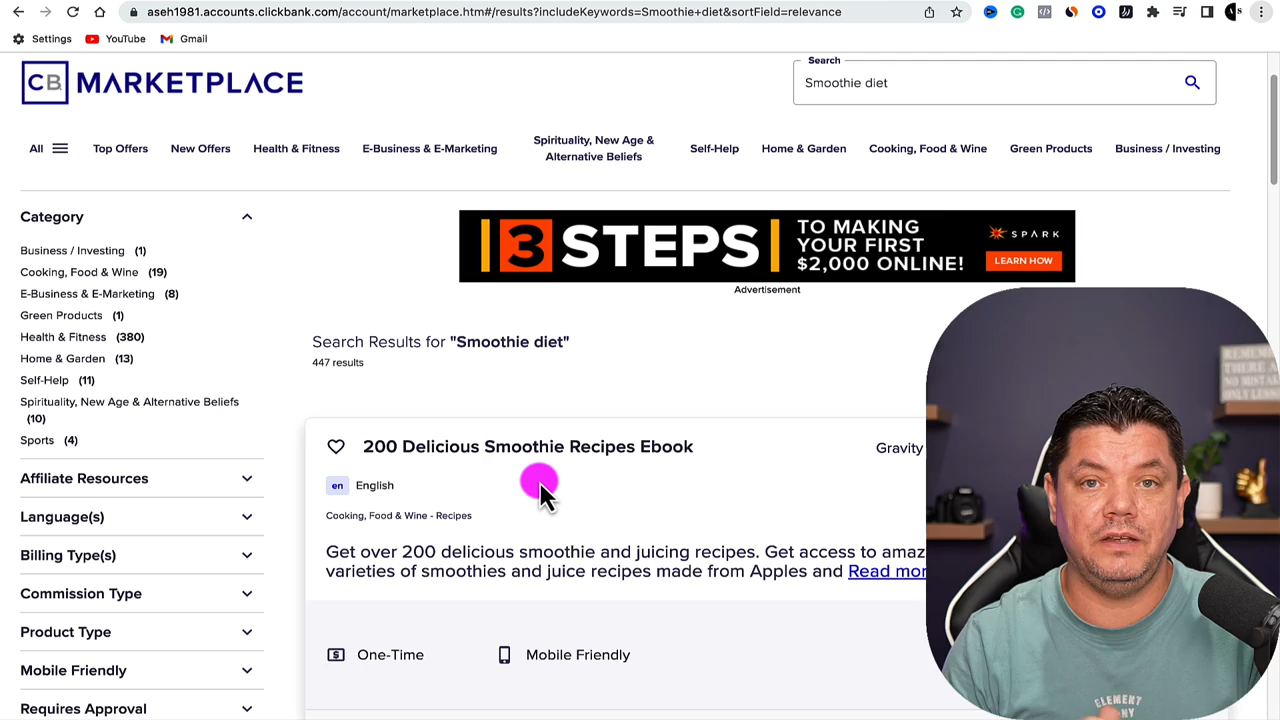 aseh1981.accounts.clickbank.com/account/marketplace.htm#/results?includeKeywords=Smoothie+diet&sortField=relevance
Settings
YouTube
Gmail
CB MARKETPLACE
Search
Smoothie diet
All
Top Offers
New Offers
Health & Fitness
E-Business & E-Marketing
Spirituality, New Age &
Alternative Beliefs
Self-Help
Home & Garden
Cooking, Food & Wine
Green Products
Business / Investing
Category
Business / Investing (1)
Cooking, Food & Wine (19)
E-Business & E-Marketing (8)
Green Products (1)
Health & Fitness (380)
Home & Garden (13)
Self-Help (11)
Spirituality, New Age & Alternative Beliefs
(10)
Sports (4)
Affiliate Resources
Language(s)
Billing Type(s)
Commission Type
Product Type
Mobile Friendly
Requires Approval
3 STEPS
TO MAKING
YOUR FIRST
$2,000 ONLINE!
SPARK
LEARN HOW
Advertisement
Search Results for "Smoothie diet"
447 results
200 Delicious Smoothie Recipes Ebook
Gravity
en English
Cooking, Food & Wine - Recipes
Get over 200 delicious smoothie and juicing recipes. Get access to amaz
varieties of smoothies and juice recipes made from Apples and Read mor
One-Time
Mobile Friendly
ELEMENT